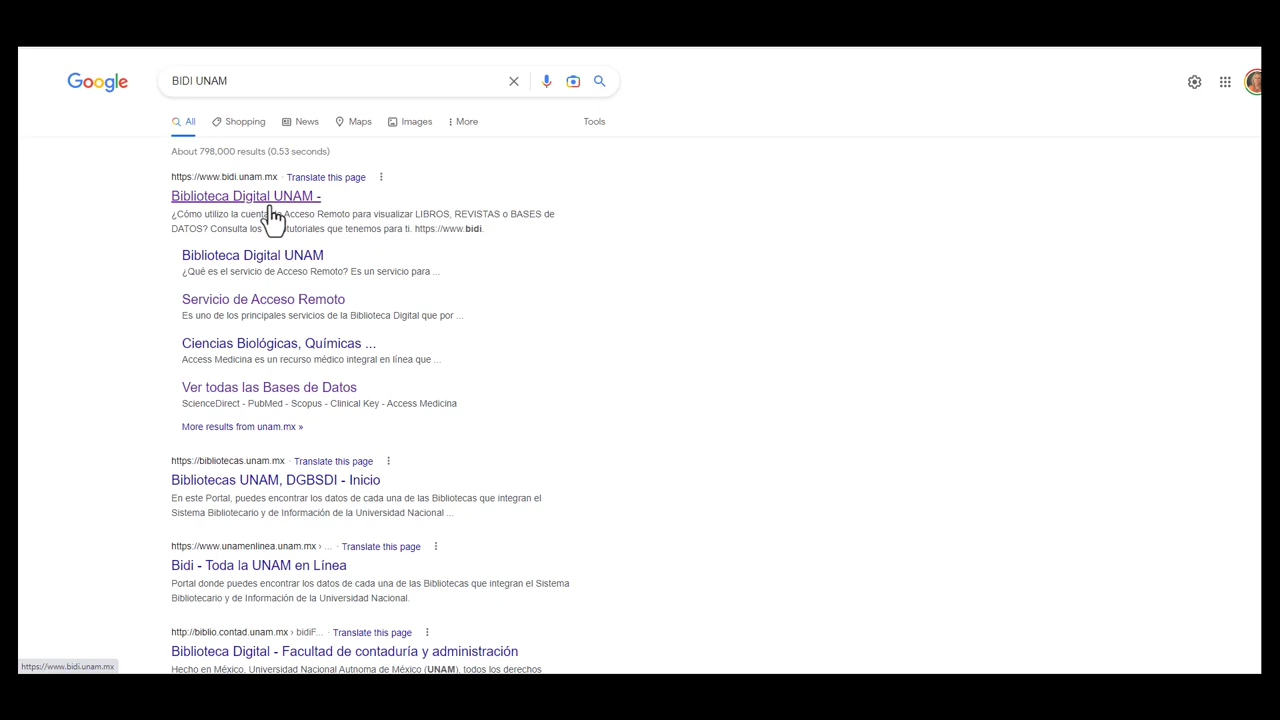 Google
BIDI UNAM
All
Shopping
News
Maps
Images
More
Tools
About 798,000 results (0.53 seconds)
https://www.bidi.unam.mx · Translate this page
Biblioteca Digital UNAM -
¿Cómo utilizo la cuenta Acceso Remoto para visualizar LIBROS, REVISTAS o BASES de
DATOS? Consulta los tutoriales que tenemos para ti. https://www.bidi.
Biblioteca Digital UNAM
¿Qué es el servicio de Acceso Remoto? Es un servicio para ...
Servicio de Acceso Remoto
Es uno de los principales servicios de la Biblioteca Digital que por ...
Ciencias Biológicas, Químicas ...
Access Medicina es un recurso médico integral en línea que ...
Ver todas las Bases de Datos
ScienceDirect - PubMed - Scopus - Clinical Key - Access Medicina
More results from unam.mx »
https://bibliotecas.unam.mx · Translate this page
Bibliotecas UNAM, DGBSDI - Inicio
En este Portal, puedes encontrar los datos de cada una de las Bibliotecas que integran el
Sistema Bibliotecario y de Información de la Universidad Nacional ...
https://www.unamenlinea.unam.mx › ... · Translate this page
Bidi - Toda la UNAM en Línea
Portal donde puedes encontrar los datos de cada una de las Bibliotecas que integran el Sistema
Bibliotecario y de Información de la Universidad Nacional.
http://biblio.contad.unam.mx › bidiF... · Translate this page
Biblioteca Digital - Facultad de contaduría y administración
Hecho en México, Universidad Nacional Autnoma de México (UNAM), todos los derechos
https://www.bidi.unam.mx